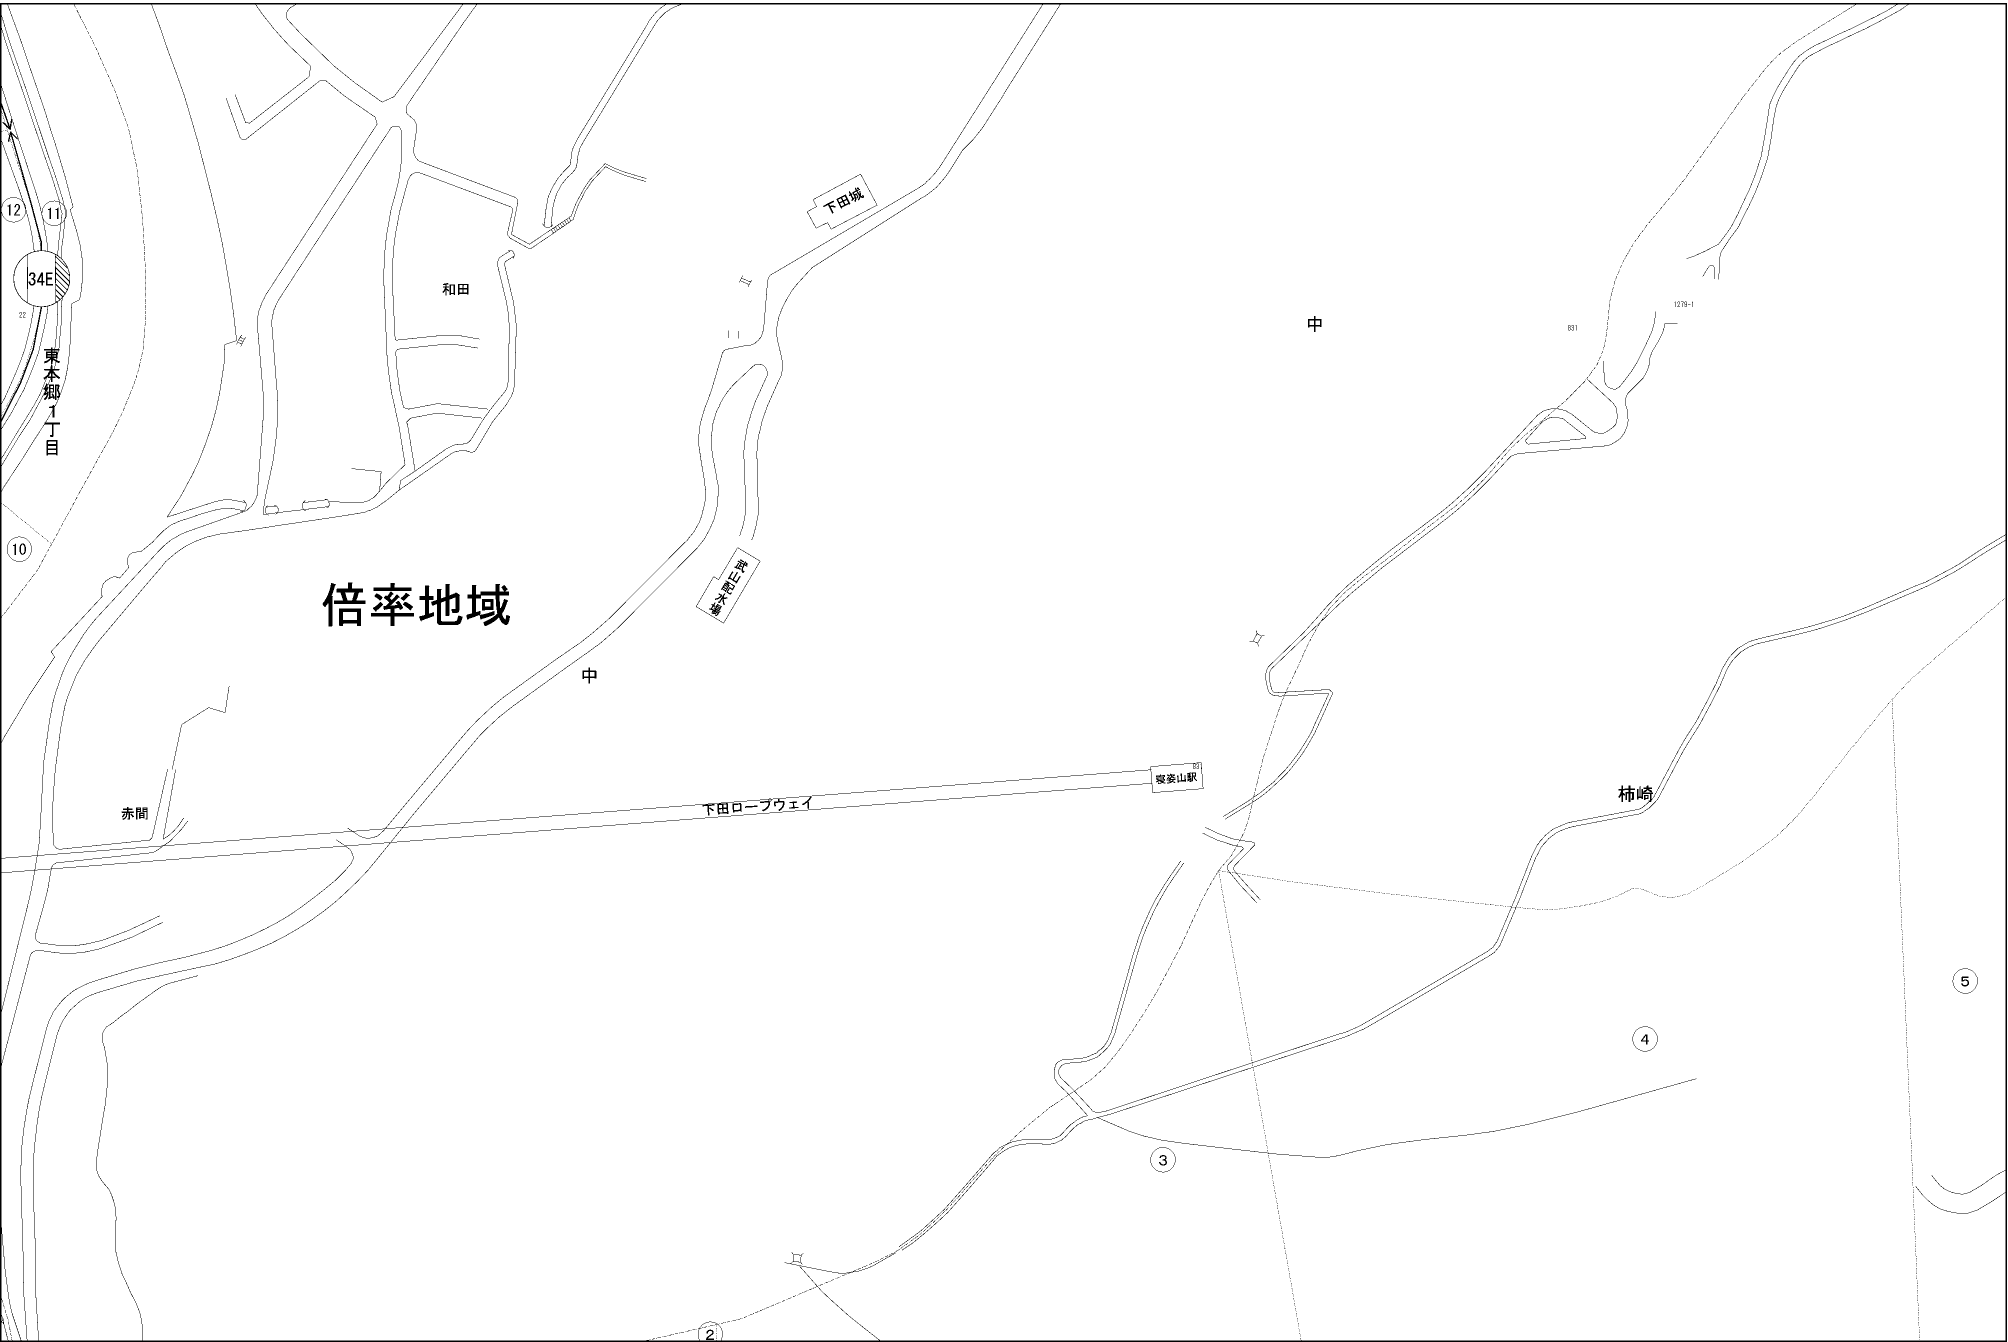 下田城
12
11
34E
和田
1279-1
22
中
831
東本郷1丁目
10
武山配水場
倍率地域
中
83
寝姿山駅
柿崎
下田ロープウェイ
赤間
5
4
3
2